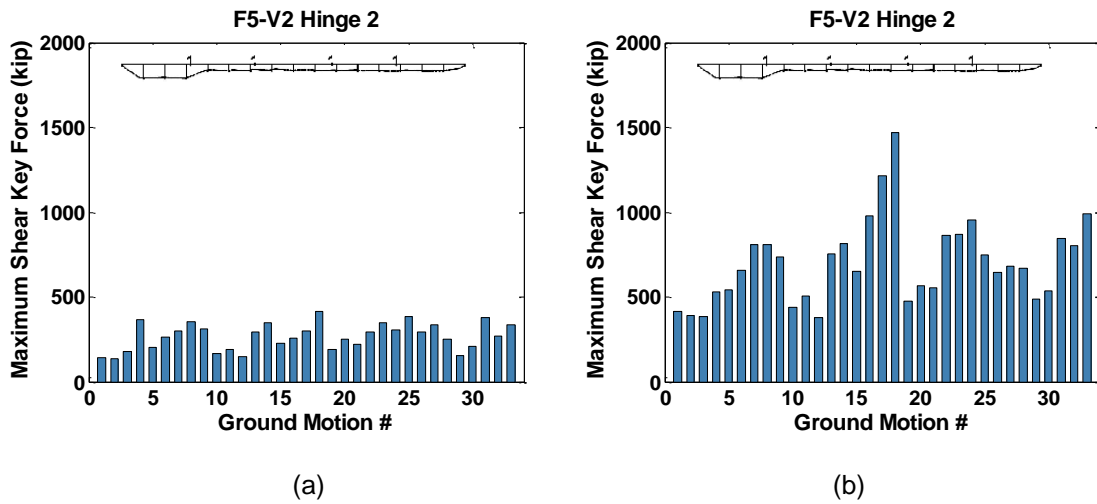 F5-V2 Hinge 2
Maximum Shear Key Force (kip)
2000
1500
1000
500
0
0 5 10 15 20 25 30
Ground Motion #
(a)
F5-V2 Hinge 2
Maximum Shear Key Force (kip)
2000
1500
1000
500
0
0 5 10 15 20 25 30
Ground Motion #
(b)